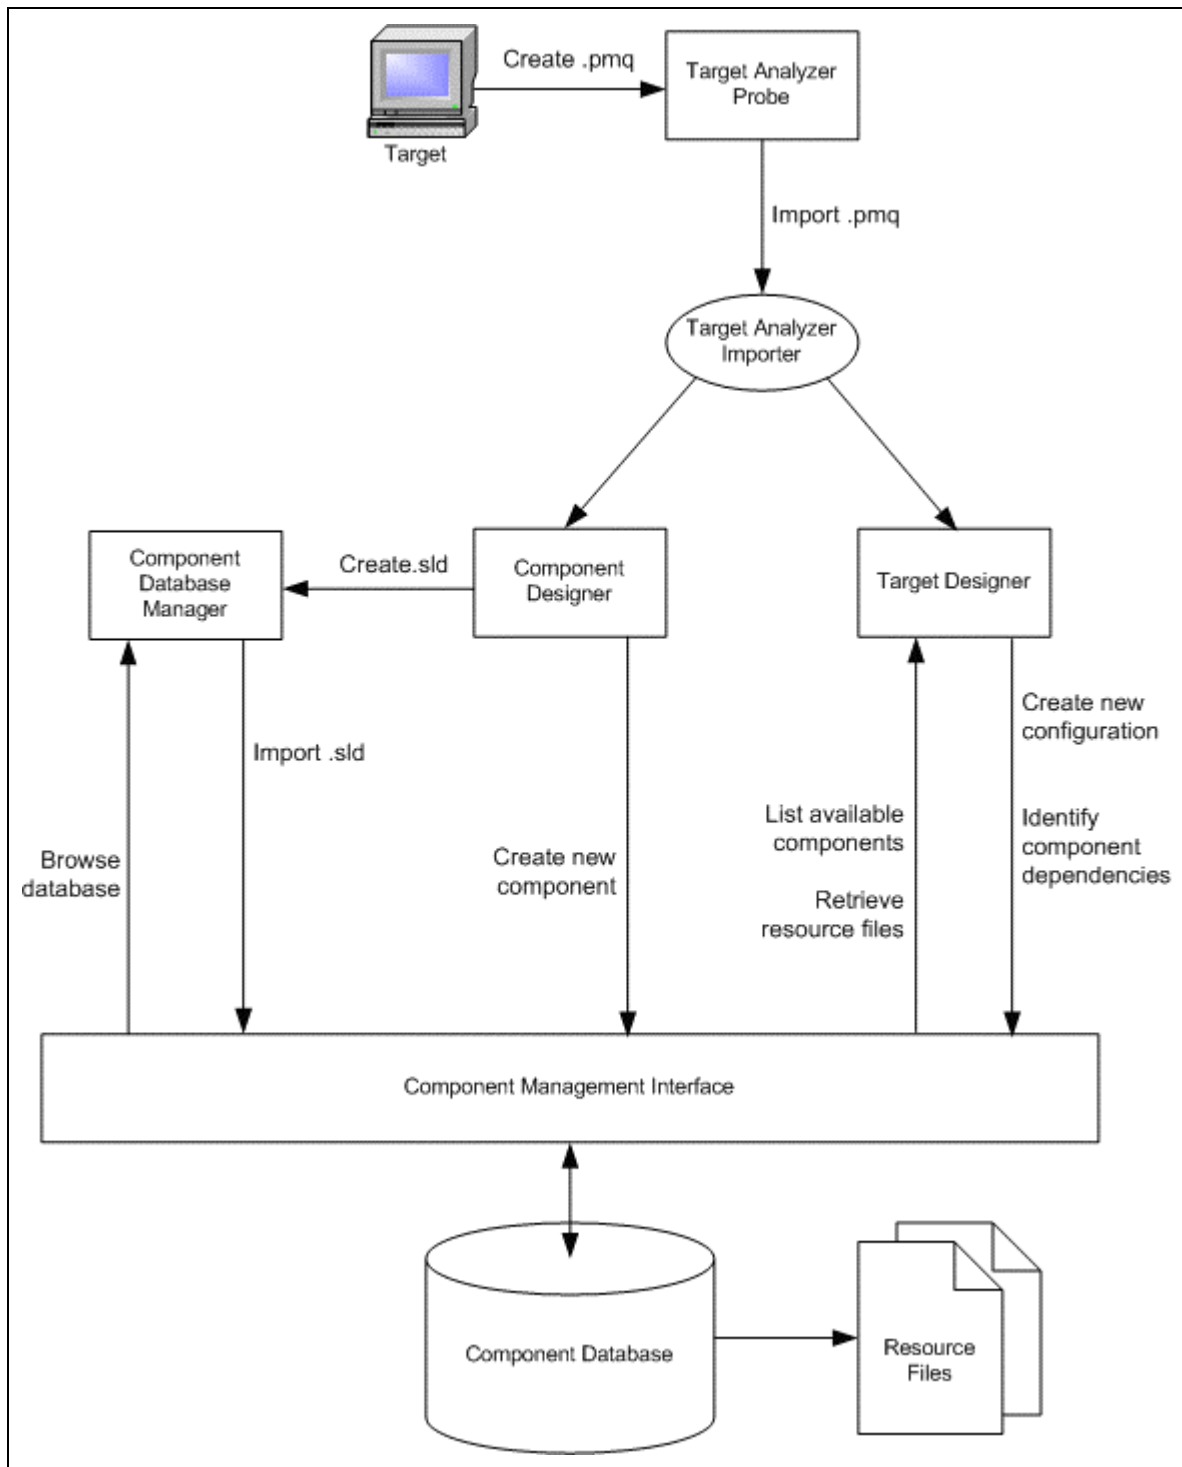 Create .pmq
Target Analyzer
Probe
Target
Import .pmq
Target Analyzer
Importer
Component
Database
Manager
Create.sld
Component
Designer
Target Designer
Create new
configuration
Import .sld
List available
components
Identify
component
dependencies
Browse
database
Create new
component
Retrieve
resource files
Component Management Interface
Component Database
Resource
Files